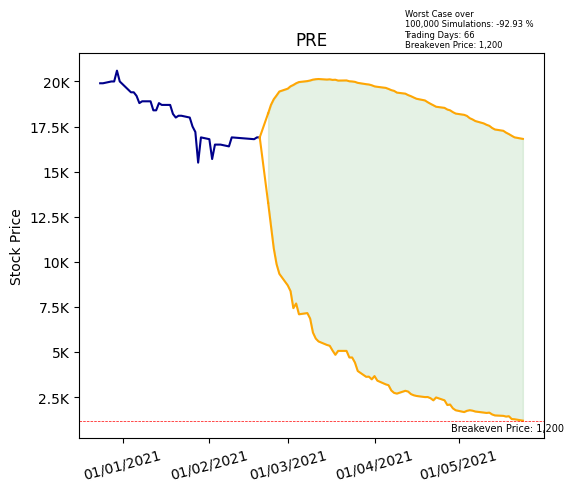 Worst Case over
100,000 Simulations: -92.93 %
Trading Days: 66
Breakeven Price: 1,200
PRE
20K
17.5K
15K
12.5K
10K
7.5K
5K
2.5K
Stock Price
Breakeven Price: 1,200
01/01/2021
01/02/2021
01/03/2021
01/04/2021
01/05/2021